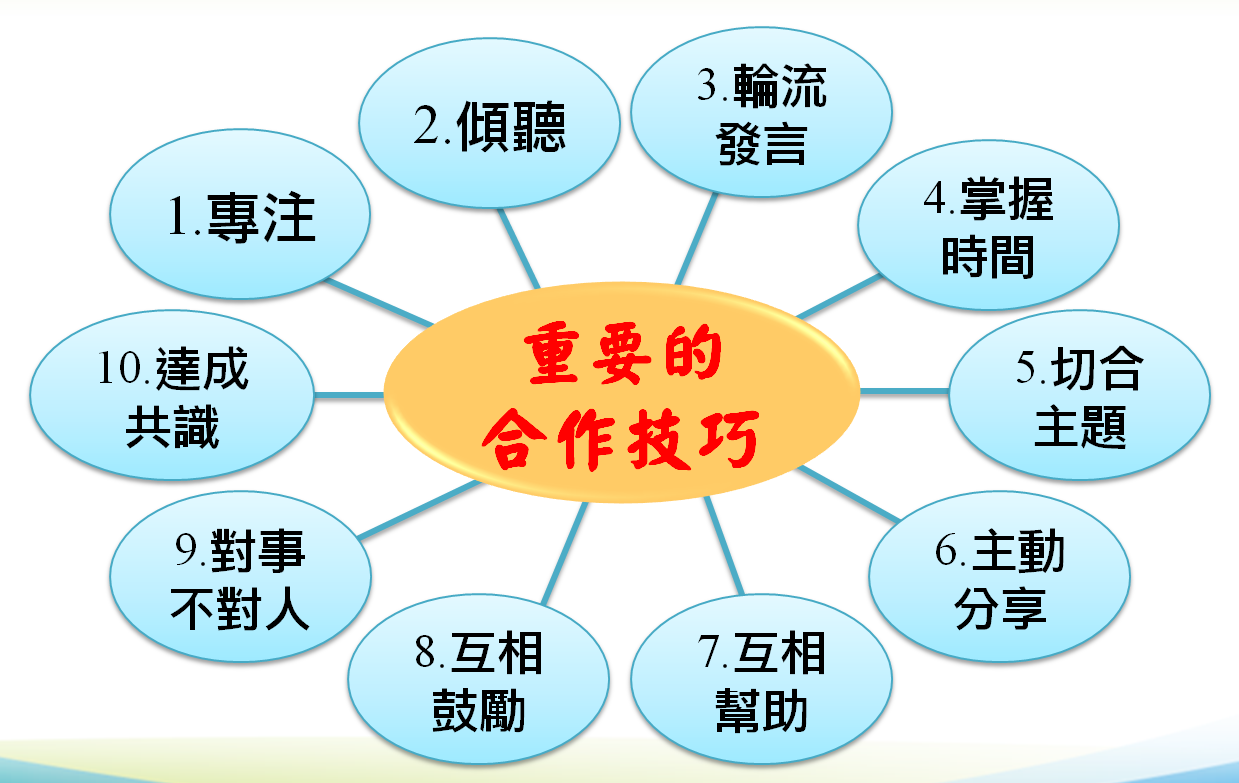 重要的
合作技巧
1.專注
2.傾聽
3.輪流
發言
4.掌握
時間
5.切合
主題
6.主動
分享
7.互相
幫助
8.互相
鼓勵
9.對事
不對人
10.達成
共識